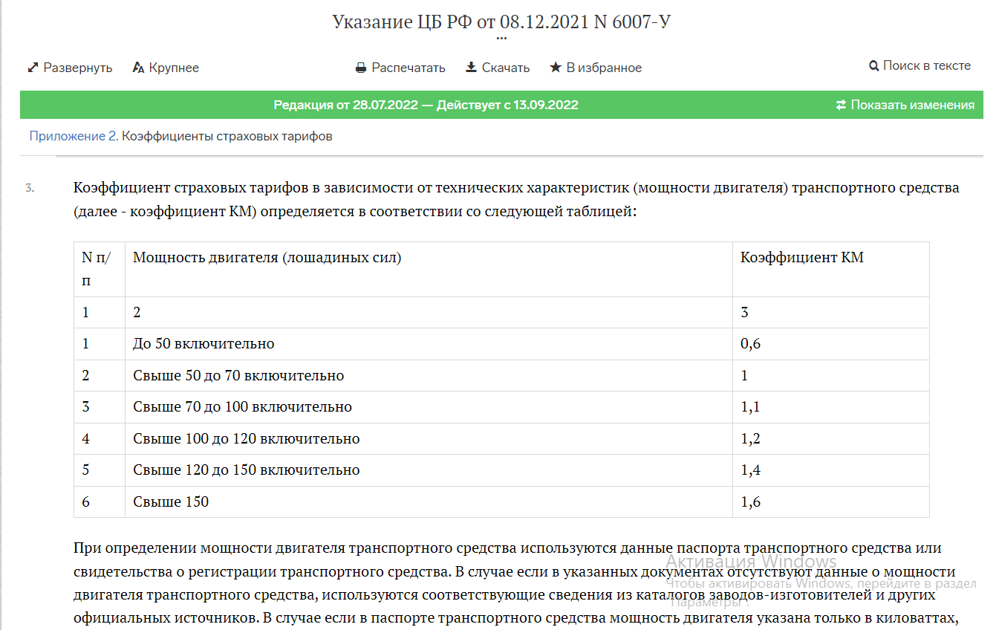 Указание ЦБ РФ от 08.12.2021 N 6007-У
...
Развернуть Крупнее Распечатать Скачать В избранное Поиск в тексте
Редакция от 28.07.2022 — Действует с 13.09.2022 Показать изменения
Приложение 2. Коэффициенты страховых тарифов
3. Коэффициент страховых тарифов в зависимости от технических характеристик (мощности двигателя) транспортного средства
(далее - коэффициент КМ) определяется в соответствии со следующей таблицей:
N п/ Мощность двигателя (лошадиных сил) Коэффициент КМ
п
1 2 3
1 До 50 включительно 0,6
2 Свыше 50 до 70 включительно 1
3 Свыше 70 до 100 включительно 1,1
4 Свыше 100 до 120 включительно 1,2
5 Свыше 120 до 150 включительно 1,4
6 Свыше 150 1,6
При определении мощности двигателя транспортного средства используются данные паспорта транспортного средства или
свидетельства о регистрации транспортного средства. В случае если в указанных документах отсутствуют данные о мощности
двигателя транспортного средства, используются соответствующие сведения из каталогов заводов-изготовителей и других
официальных источников. В случае если в паспорте транспортного средства мощность двигателя указана только в киловаттах,
Активация Windows
Чтобы активировать Windows, перейдите в раздел
"Параметры".